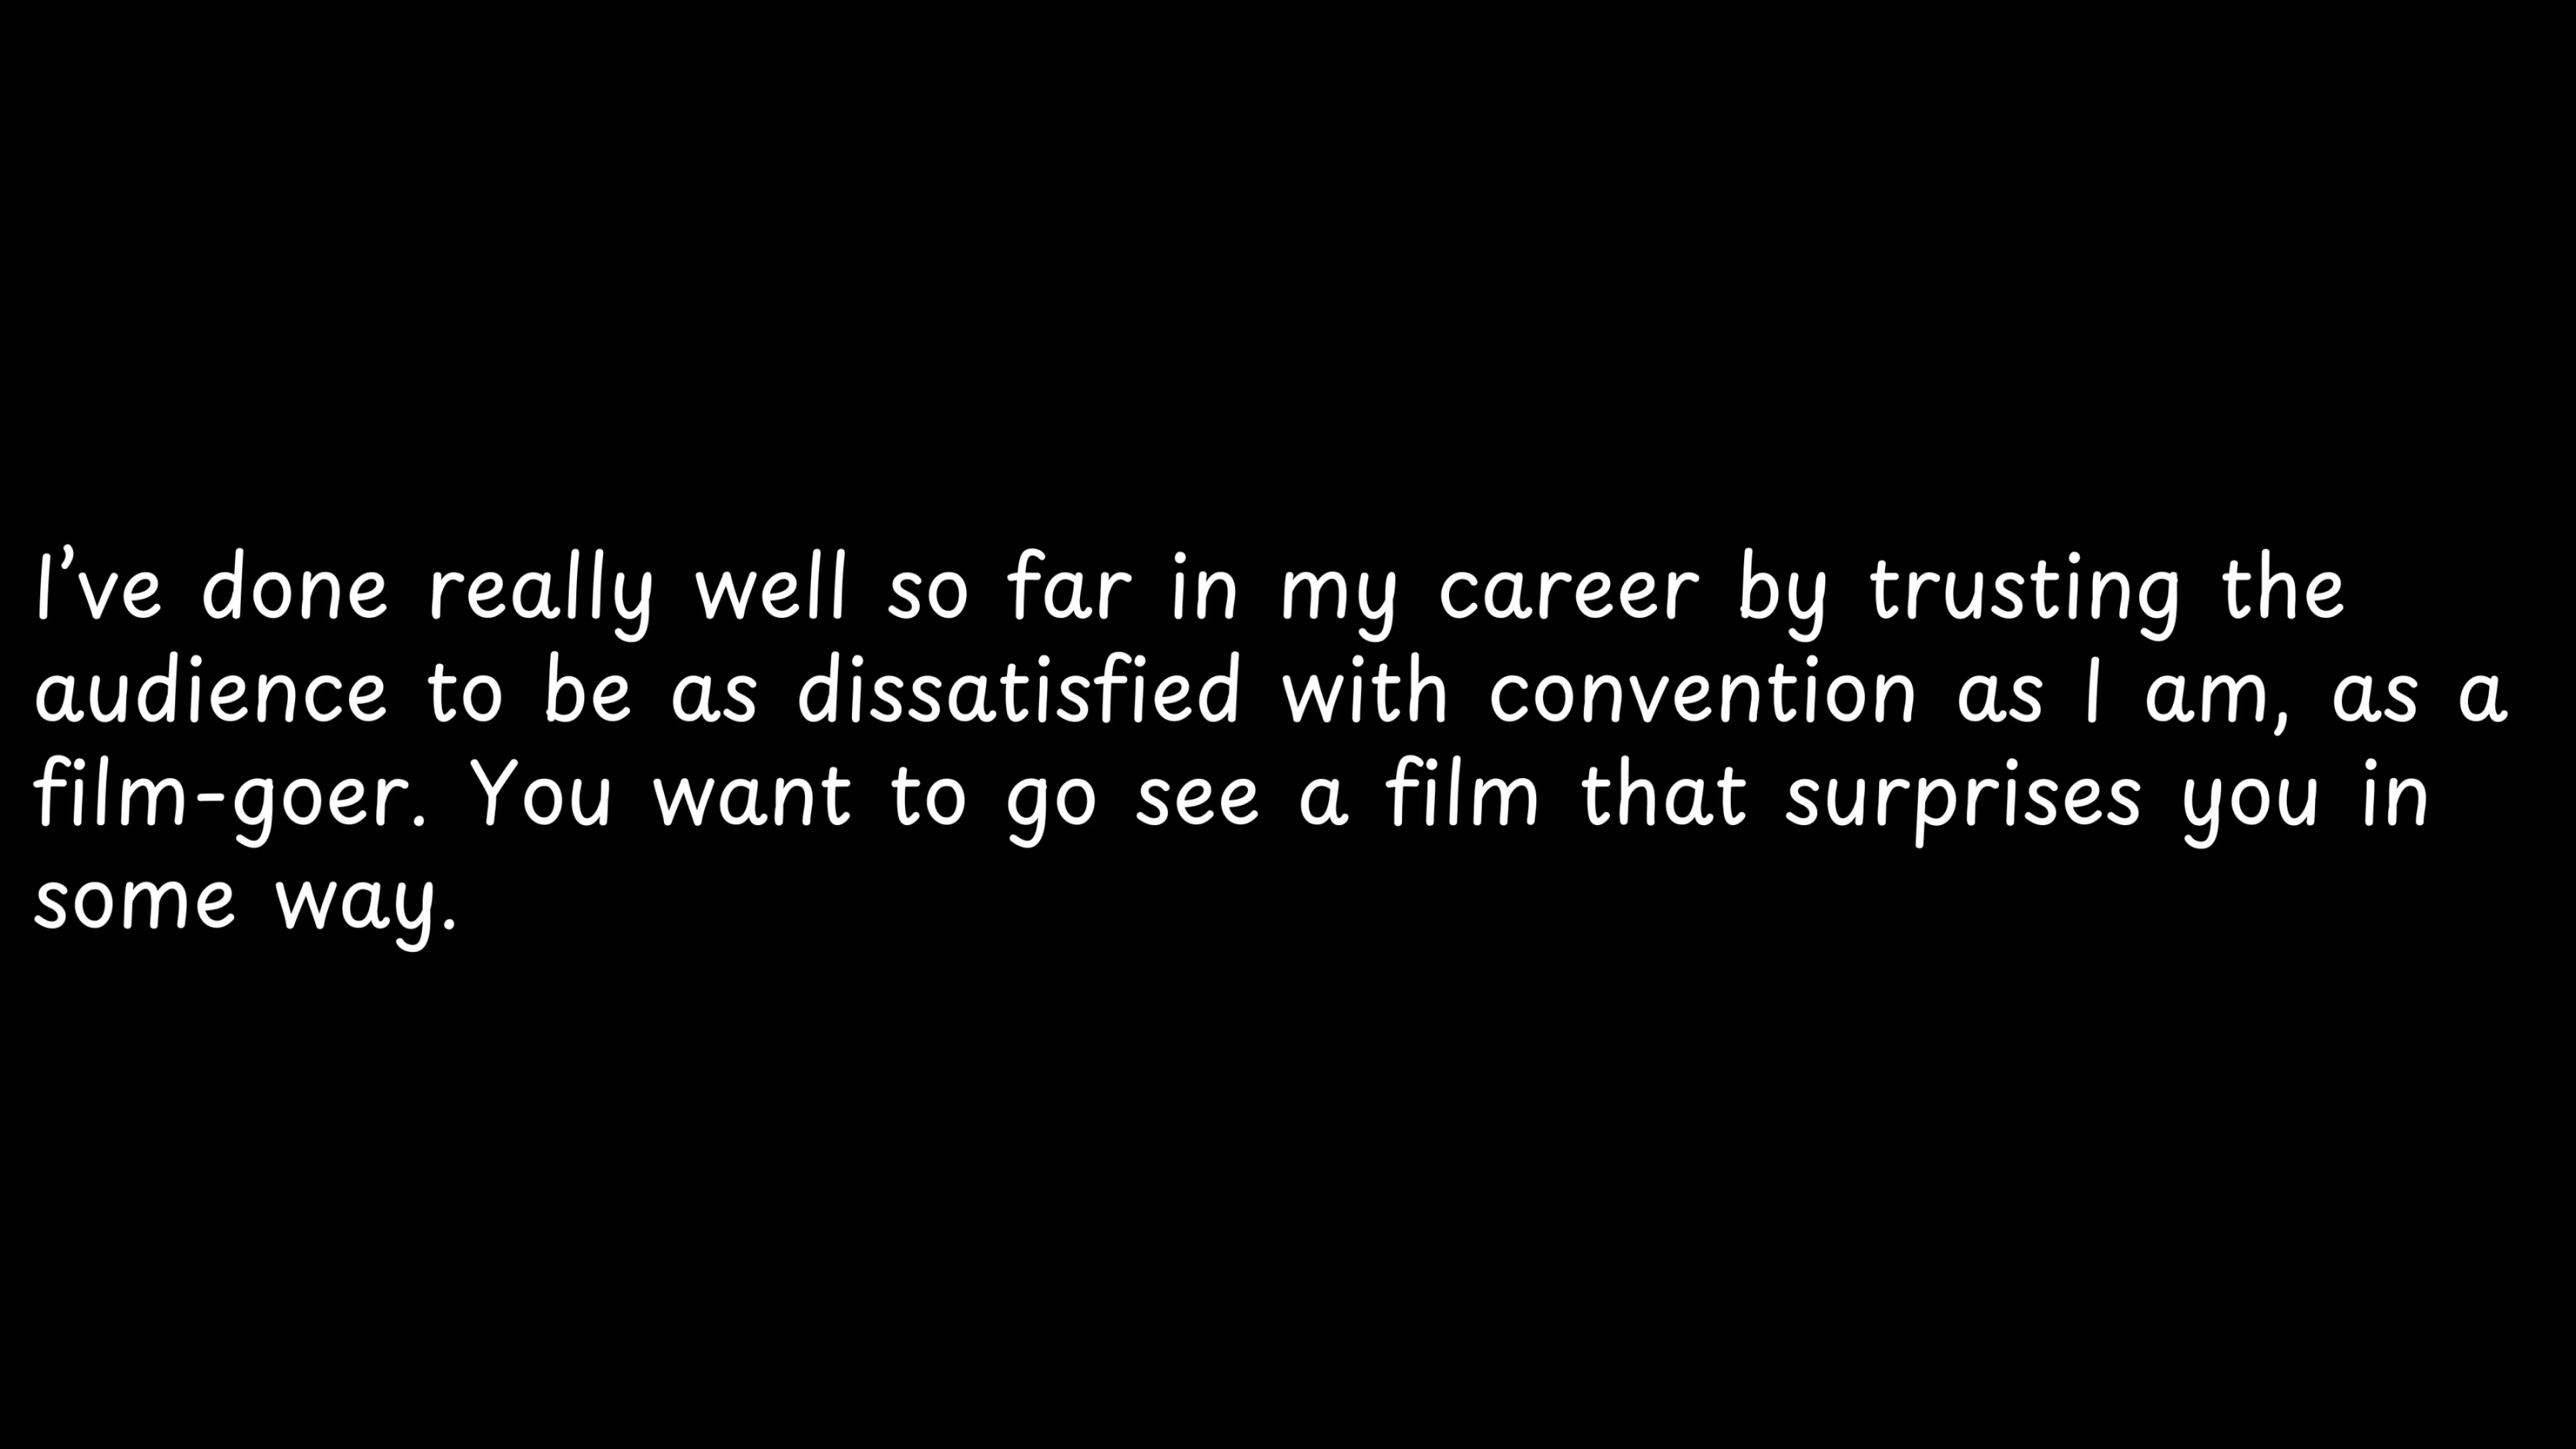 I’ve done really well so far in my career by trusting the
audience to be as dissatisfied with convention as I am, as a
film-goer. You want to go see a film that surprises you in
some way.